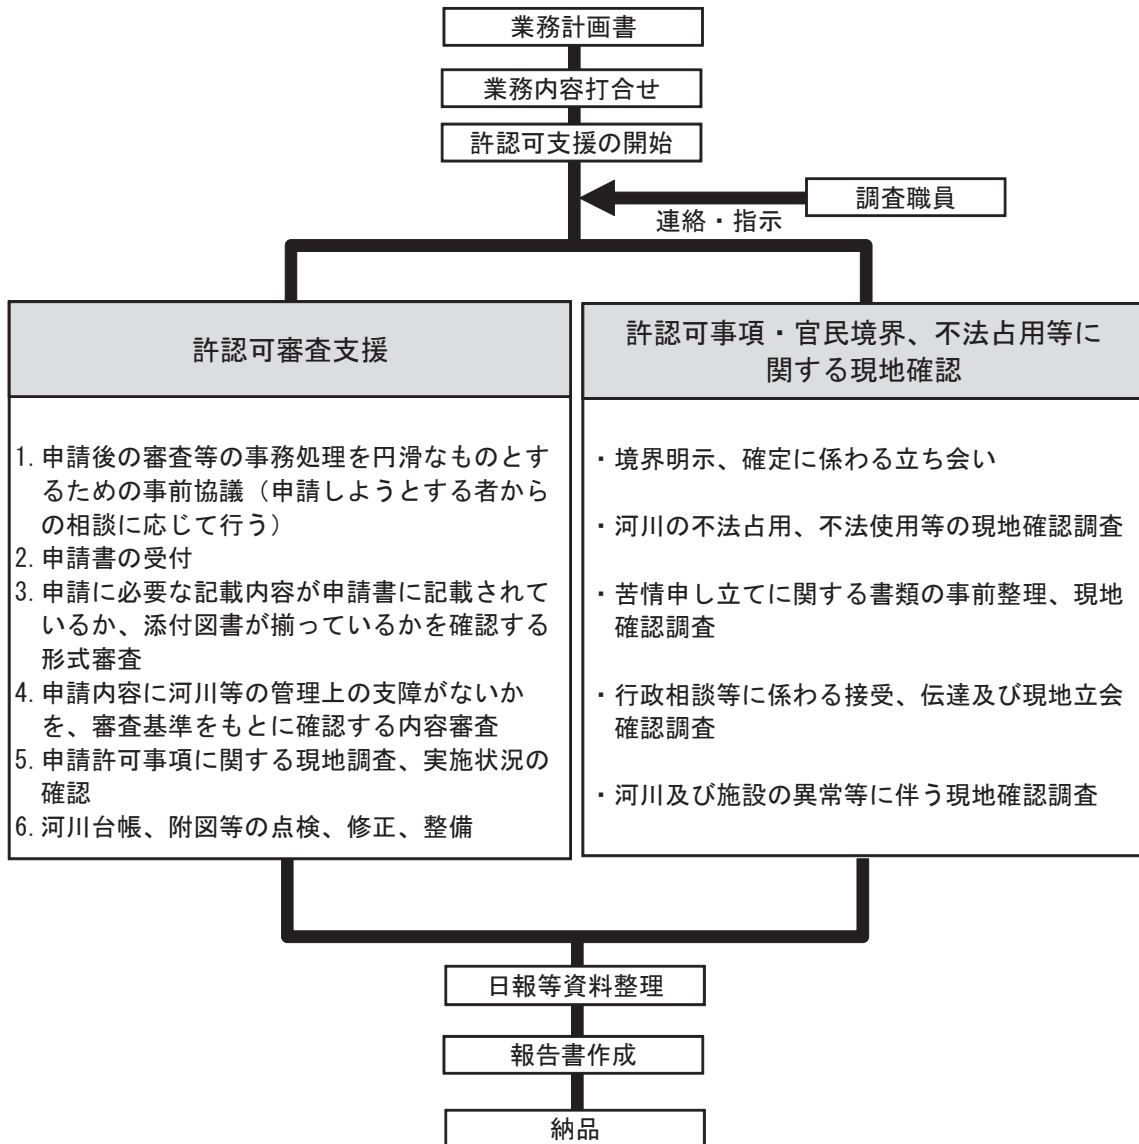 業務計画書
業務内容打合せ
許認可支援の開始
調査職員
連絡・指示
許認可審査支援
1. 申請後の審査等の事務処理を円滑なものとす
るための事前協議（申請しようとする者から
の相談に応じて行う）
2. 申請書の受付
3. 申請に必要な記載内容が申請書に記載されて
いるか、添付図書が揃っているかを確認する
形式審査
4. 申請内容に河川等の管理上の支障がないか
を、審査基準をもとに確認する内容審査
5. 申請許可事項に関する現地調査、実施状況の
確認
6. 河川台帳、附図等の点検、修正、整備
許認可事項・官民境界、不法占用等に
関する現地確認
・境界明示、確定に係わる立ち会い
・河川の不法占用、不法使用等の現地確認調査
・苦情申し立てに関する書類の事前整理、現地
確認調査
・行政相談等に係わる接受、伝達及び現地立会
確認調査
・河川及び施設の異常等に伴う現地確認調査
日報等資料整理
報告書作成
納品